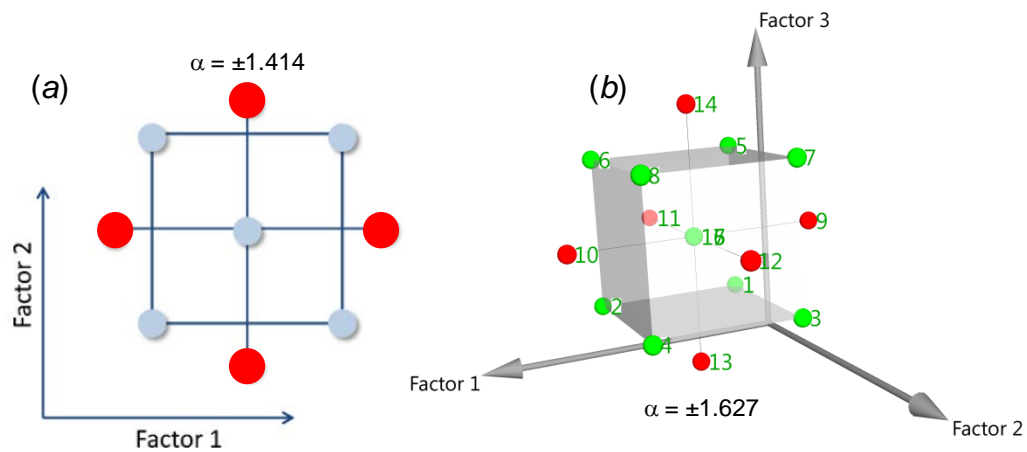 (a)
α = ±1.414
Factor 2
Factor 1
(b)
Factor 3
14
5
7
6
8
11
9
10
12
1
2
3
4
13
Factor 1
α = ±1.627
Factor 2